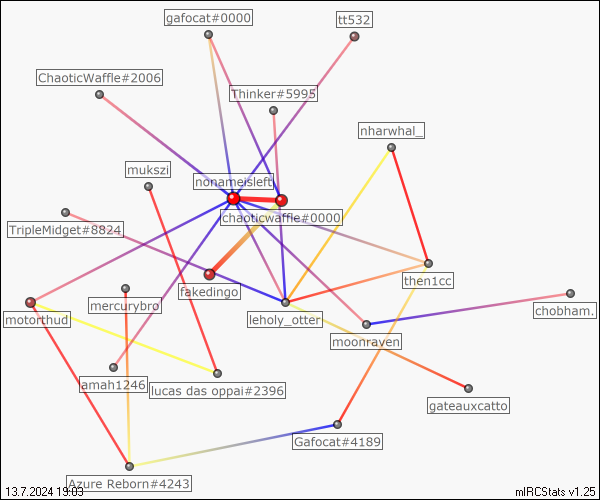 gafocat#0000
tt532
ChaoticWaffle#2006
Thinker#5995
nharwhal_
mukszi
nonameisleft
chaoticwaffle#0000
TripleMidget#8824
then1cc
fakedingo
mercurybro
motorthud
leholy_otter
chobham.
moonraven
amah1246
lucas das oppai#2396
gateauxcatto
Gafocat#4189
Azure Reborn#4243
13.7.2024 19:03
mIRCStats v1.25